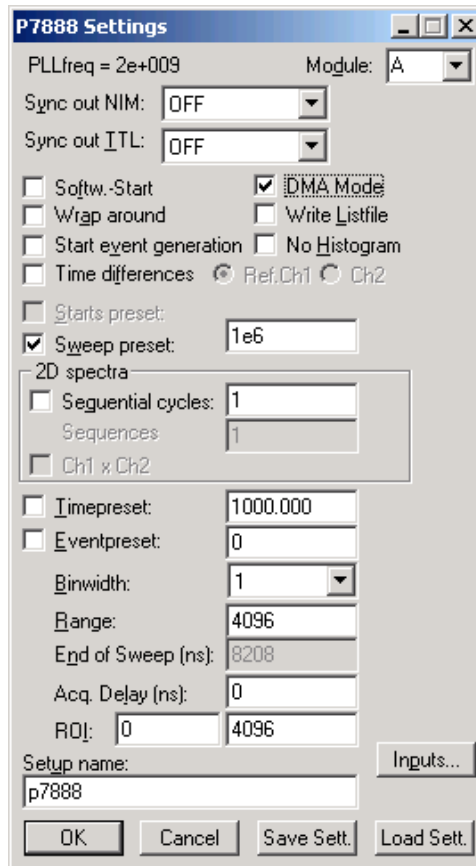 P7888 Settings
PLLfreq = 2e+009 Module: A
Sync out NIM: OFF
Sync out TTL: OFF
Softw.-Start DMA Mode
Wrap around Write Listfile
Start event generation No Histogram
Time differences Ref.Ch1 Ch2
Starts preset:
Sweep preset: 1e6
2D spectra
Sequential cycles: 1
Sequences 1
Ch1 x Ch2
Timepreset: 1000.000
Eventpreset: 0
Binwidth: 1
Range: 4096
End of Sweep (ns): 8208
Acq. Delay (ns): 0
ROI: 0 4096
Setup name: Inputs...
p7888
OK Cancel Save Sett. Load Sett.